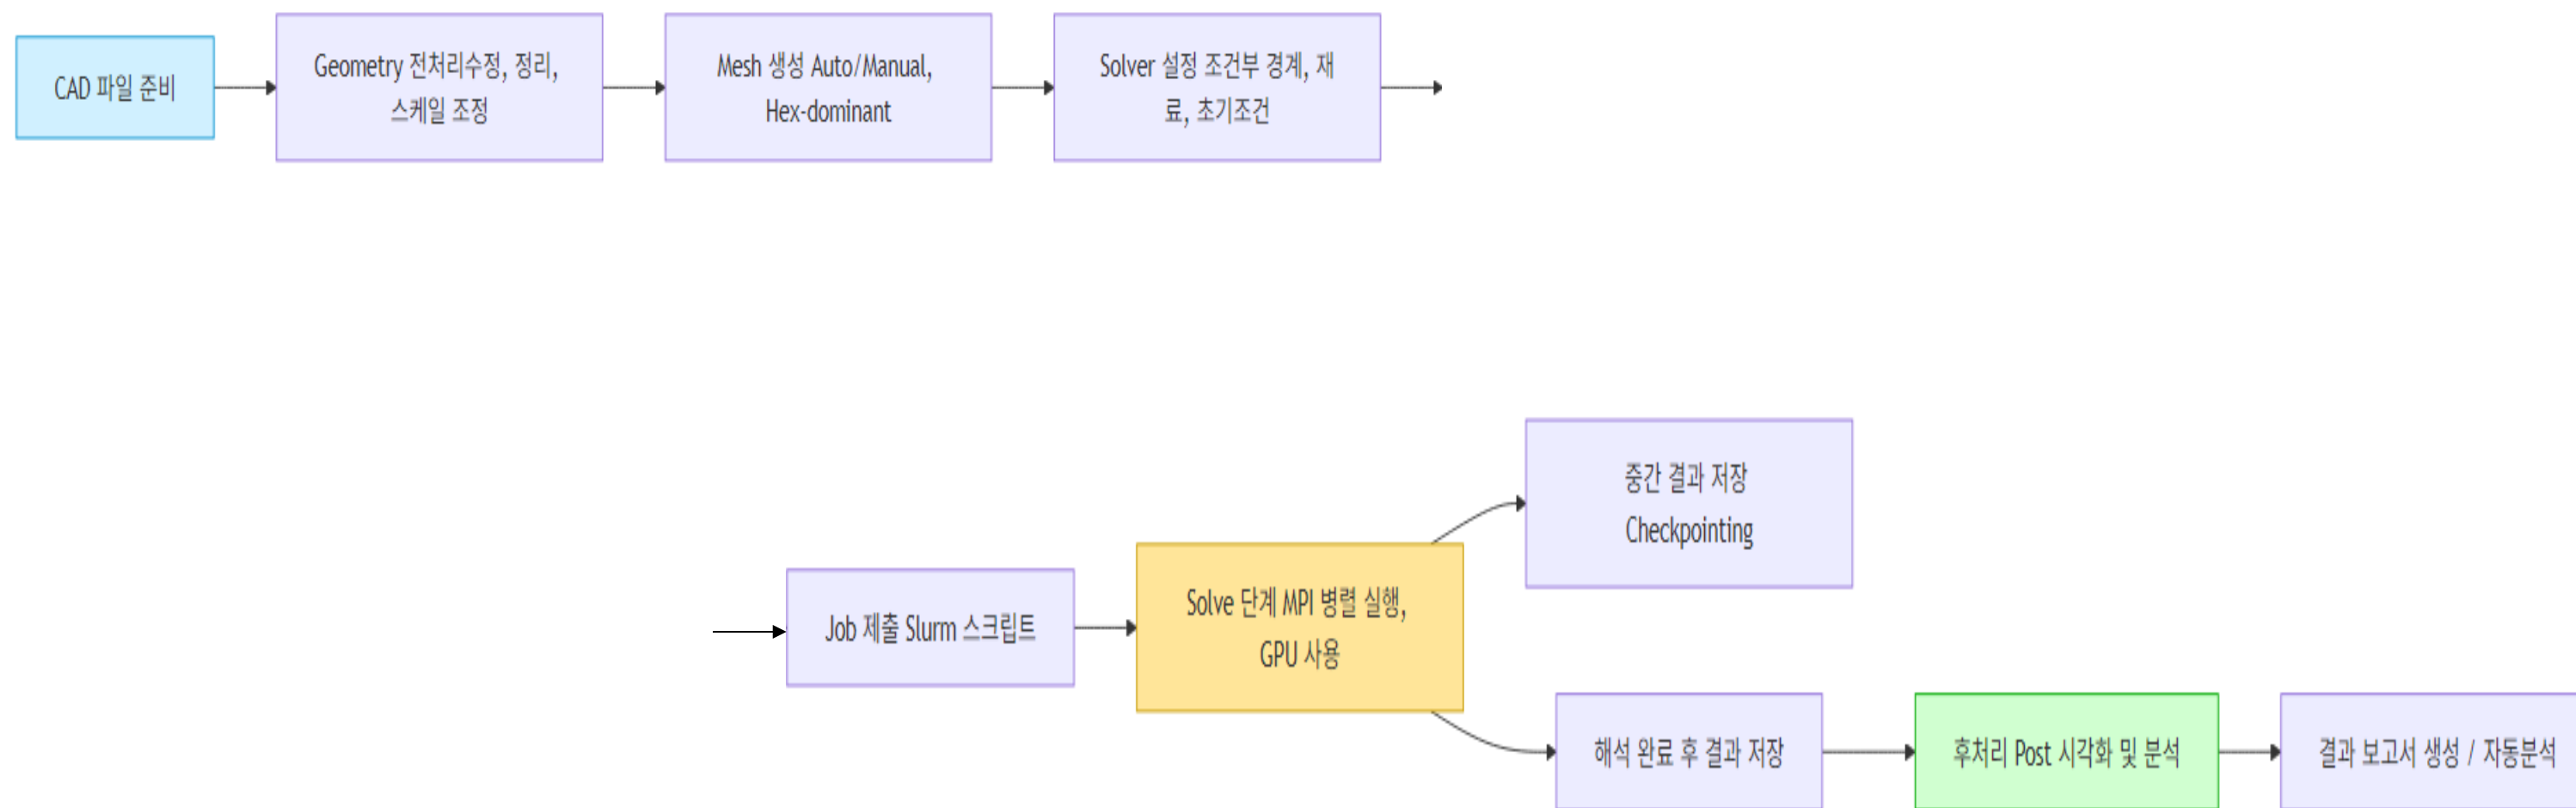 CAD 파일 준비
Geometry 전처리수정, 정리,
스케일 조정
Mesh 생성 Auto/Manual,
Hex-dominant
Solver 설정 조건부 경계, 재
료, 초기조건
중간 결과 저장
Checkpointing
Job 제출 Slurm 스크립트
Solve 단계 MPI 병렬 실행,
GPU 사용
해석 완료 후 결과 저장
후처리 Post 시각화 및 분석
결과 보고서 생성 / 자동분석